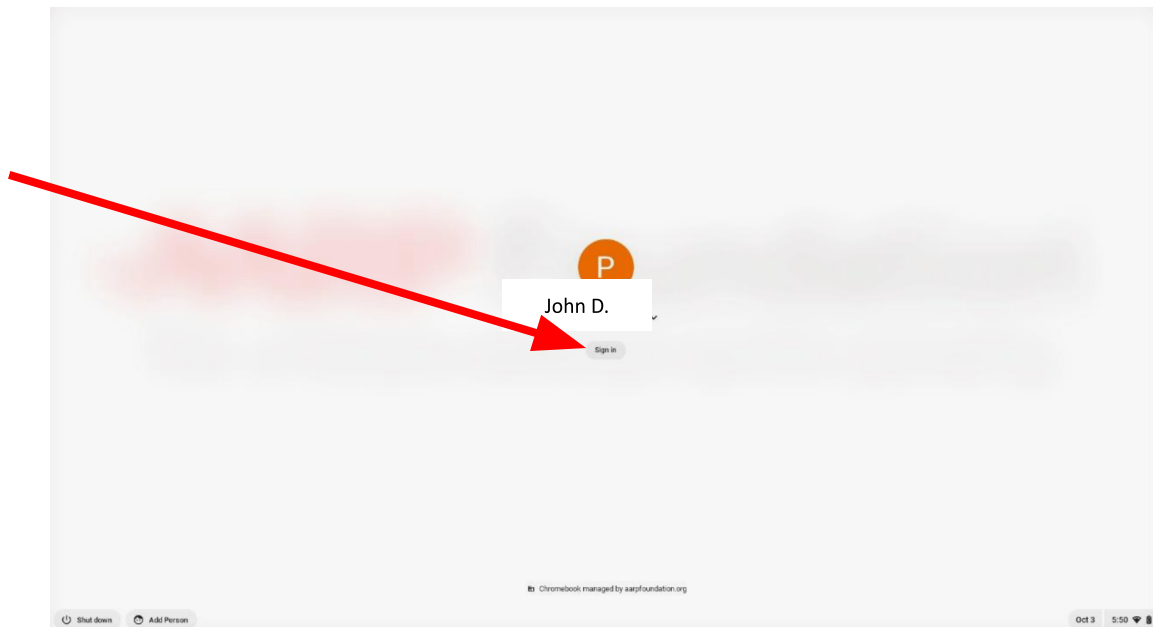 P
John D.
Sign in
Chromebook managed by aarpfoundation.org
Shut down Add Person Oct 3 5:50